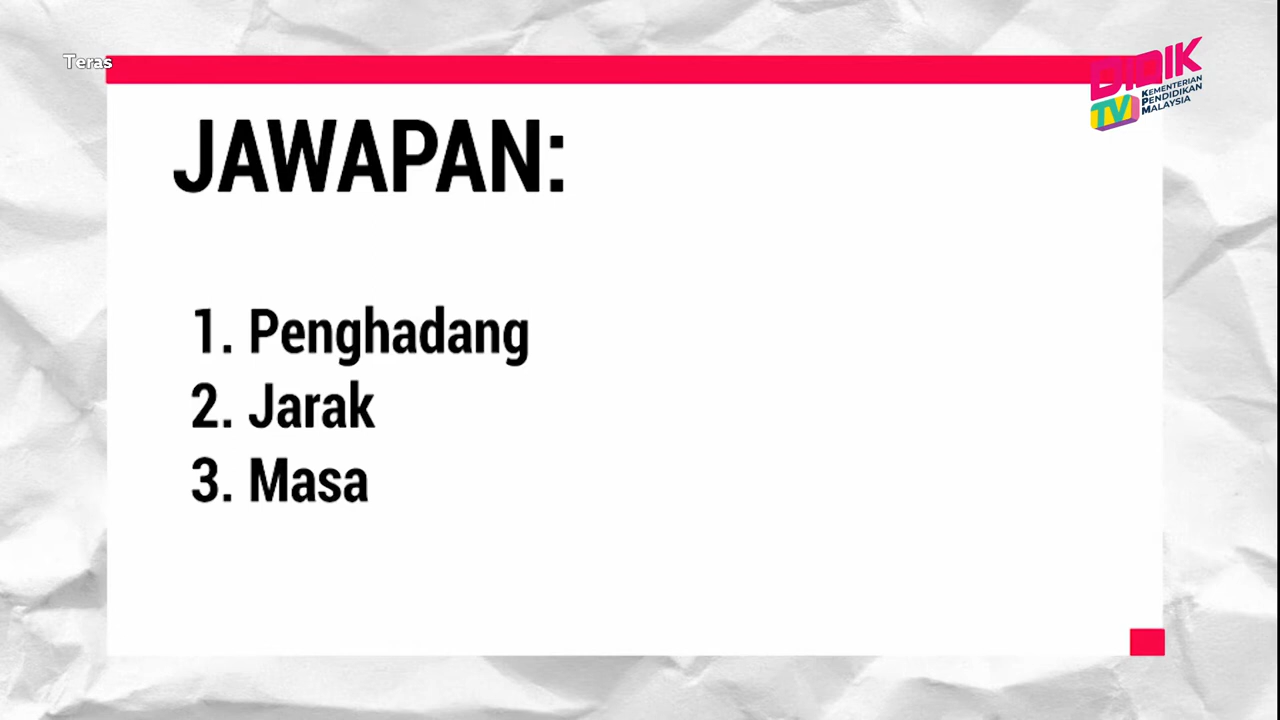 Teras
DIDIK
TV
KEMENTERIAN
PENDIDIKAN
MALAYSIA
JAWAPAN:
1. Penghadang
2. Jarak
3. Masa